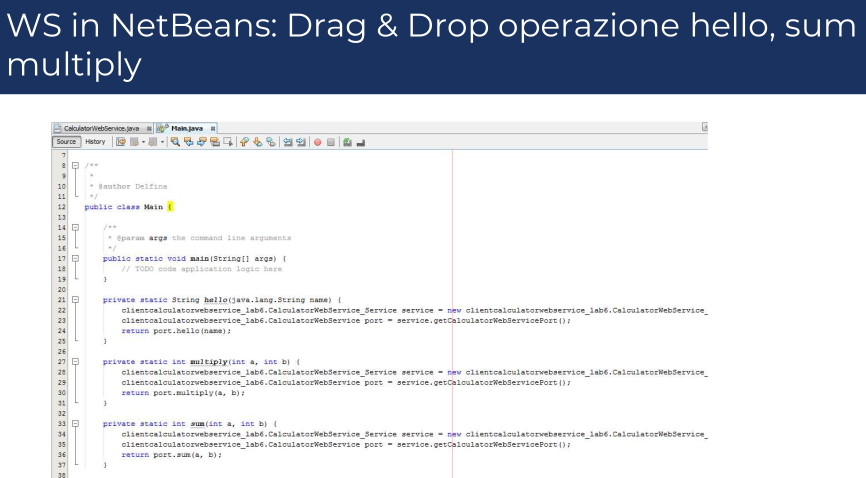 WS in NetBeans: Drag & Drop operazione hello, sum
multiply
CalculatorWebService.java Main.java
Source History
7
8 /**
9 *
10 * @author Delfina
11 */
12 public class Main {
13
14 /**
15 * @param args the command line arguments
16 */
17 public static void main(String[] args) {
18 // TODO code application logic here
19 }
20
21 private static String hello(java.lang.String name) {
22 clientcalculatorwebservice_lab6.CalculatorWebService_Service service = new clientcalculatorwebservice_lab6.CalculatorWebService_
23 clientcalculatorwebservice_lab6.CalculatorWebService port = service.getCalculatorWebServicePort();
24 return port.hello(name);
25 }
26
27 private static int multiply(int a, int b) {
28 clientcalculatorwebservice_lab6.CalculatorWebService_Service service = new clientcalculatorwebservice_lab6.CalculatorWebService_
29 clientcalculatorwebservice_lab6.CalculatorWebService port = service.getCalculatorWebServicePort();
30 return port.multiply(a, b);
31 }
32
33 private static int sum(int a, int b) {
34 clientcalculatorwebservice_lab6.CalculatorWebService_Service service = new clientcalculatorwebservice_lab6.CalculatorWebService_
35 clientcalculatorwebservice_lab6.CalculatorWebService port = service.getCalculatorWebServicePort();
36 return port.sum(a, b);
37 }
38